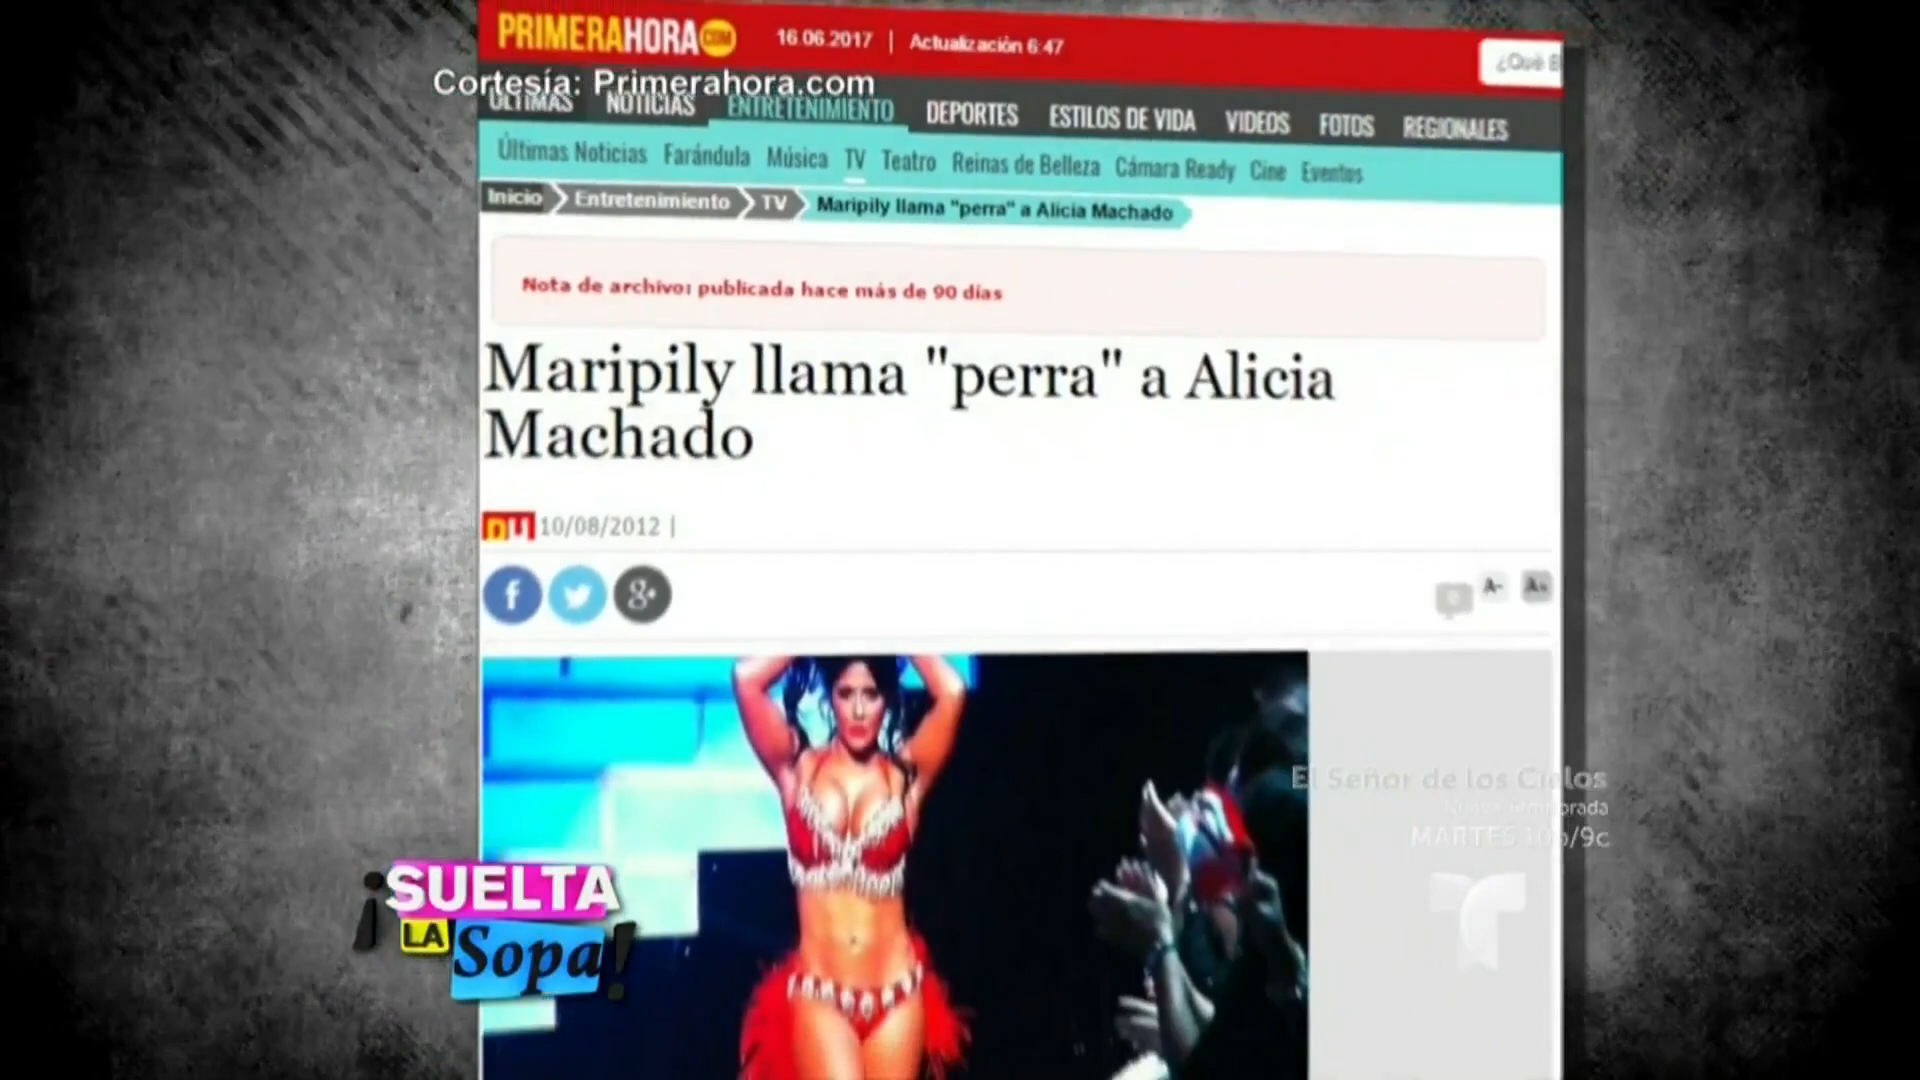 PRIMERAHORA.COM
16.06.2017 | Actualización 6:47
¿Qué B
Cortesía: Primerahora.com
ÚLTIMAS NOTICIAS ENTRETENIMIENTO DEPORTES ESTILOS DE VIDA VIDEOS FOTOS REGIONALES
Últimas Noticias Farándula Música TV Teatro Reinas de Belleza Cámara Ready Cine Eventos
Inicio Entretenimiento TV Maripily llama "perra" a Alicia Machado
Nota de archivo: publicada hace más de 90 días
Maripily llama "perra" a Alicia
Machado
10/08/2012 |
A- A+
El Señor de los Cielos
MARTES 10p/9c
¡SUELTA
LA
Sopa!